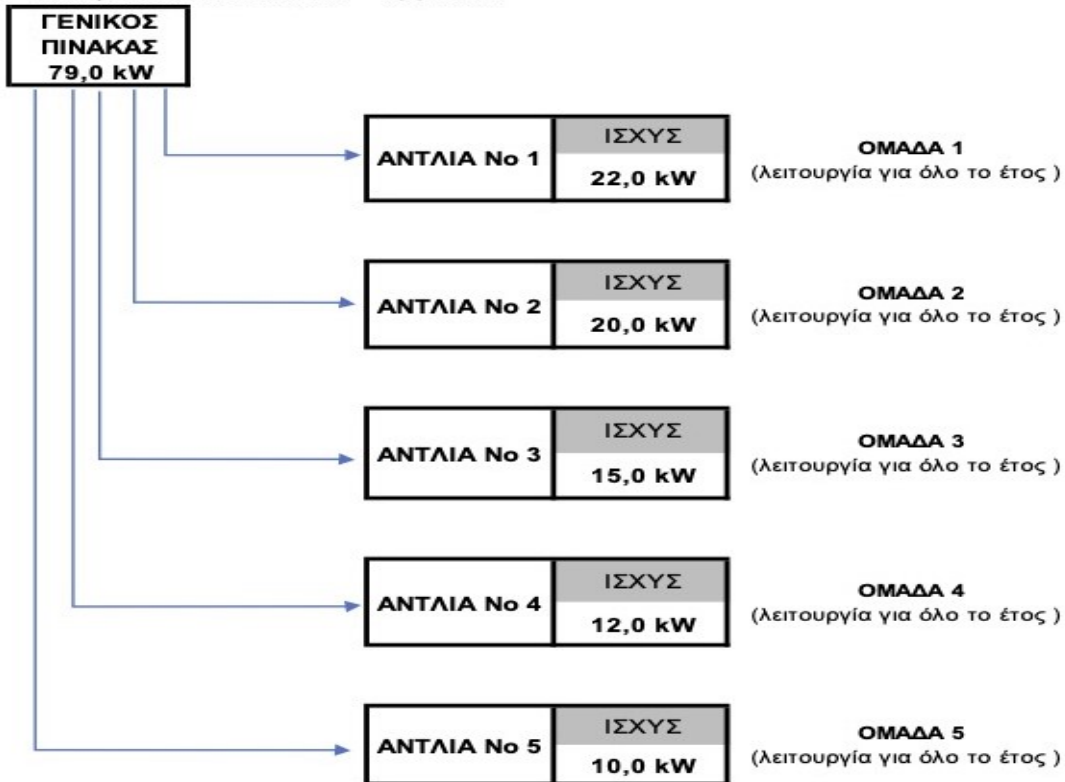 ΓΕΝΙΚΟΣ
ΠΙΝΑΚΑΣ
79,0 kW
ΑΝΤΛΙΑ Νο 1
ΙΣΧΥΣ
22,0 kW
ΟΜΑΔΑ 1
(λειτουργία για όλο το έτος )
ΑΝΤΛΙΑ Νο 2
ΙΣΧΥΣ
20,0 kW
ΟΜΑΔΑ 2
(λειτουργία για όλο το έτος )
ΑΝΤΛΙΑ Νο 3
ΙΣΧΥΣ
15,0 kW
ΟΜΑΔΑ 3
(λειτουργία για όλο το έτος )
ΑΝΤΛΙΑ Νο 4
ΙΣΧΥΣ
12,0 kW
ΟΜΑΔΑ 4
(λειτουργία για όλο το έτος )
ΑΝΤΛΙΑ Νο 5
ΙΣΧΥΣ
10,0 kW
ΟΜΑΔΑ 5
(λειτουργία για όλο το έτος )